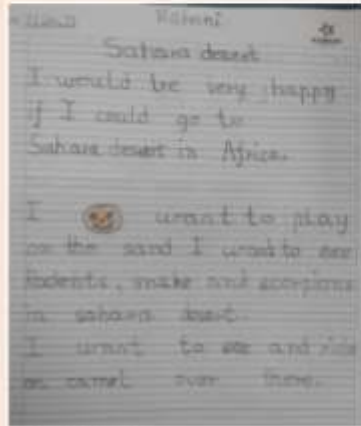 Sahara desert
I would be very happy
if I could go to
Sahara desert in Africa.
I want to play
on the sand I want to see
Rodents, snake and scorpions
in sahara desert.
I want to see and ride
on camel over there.